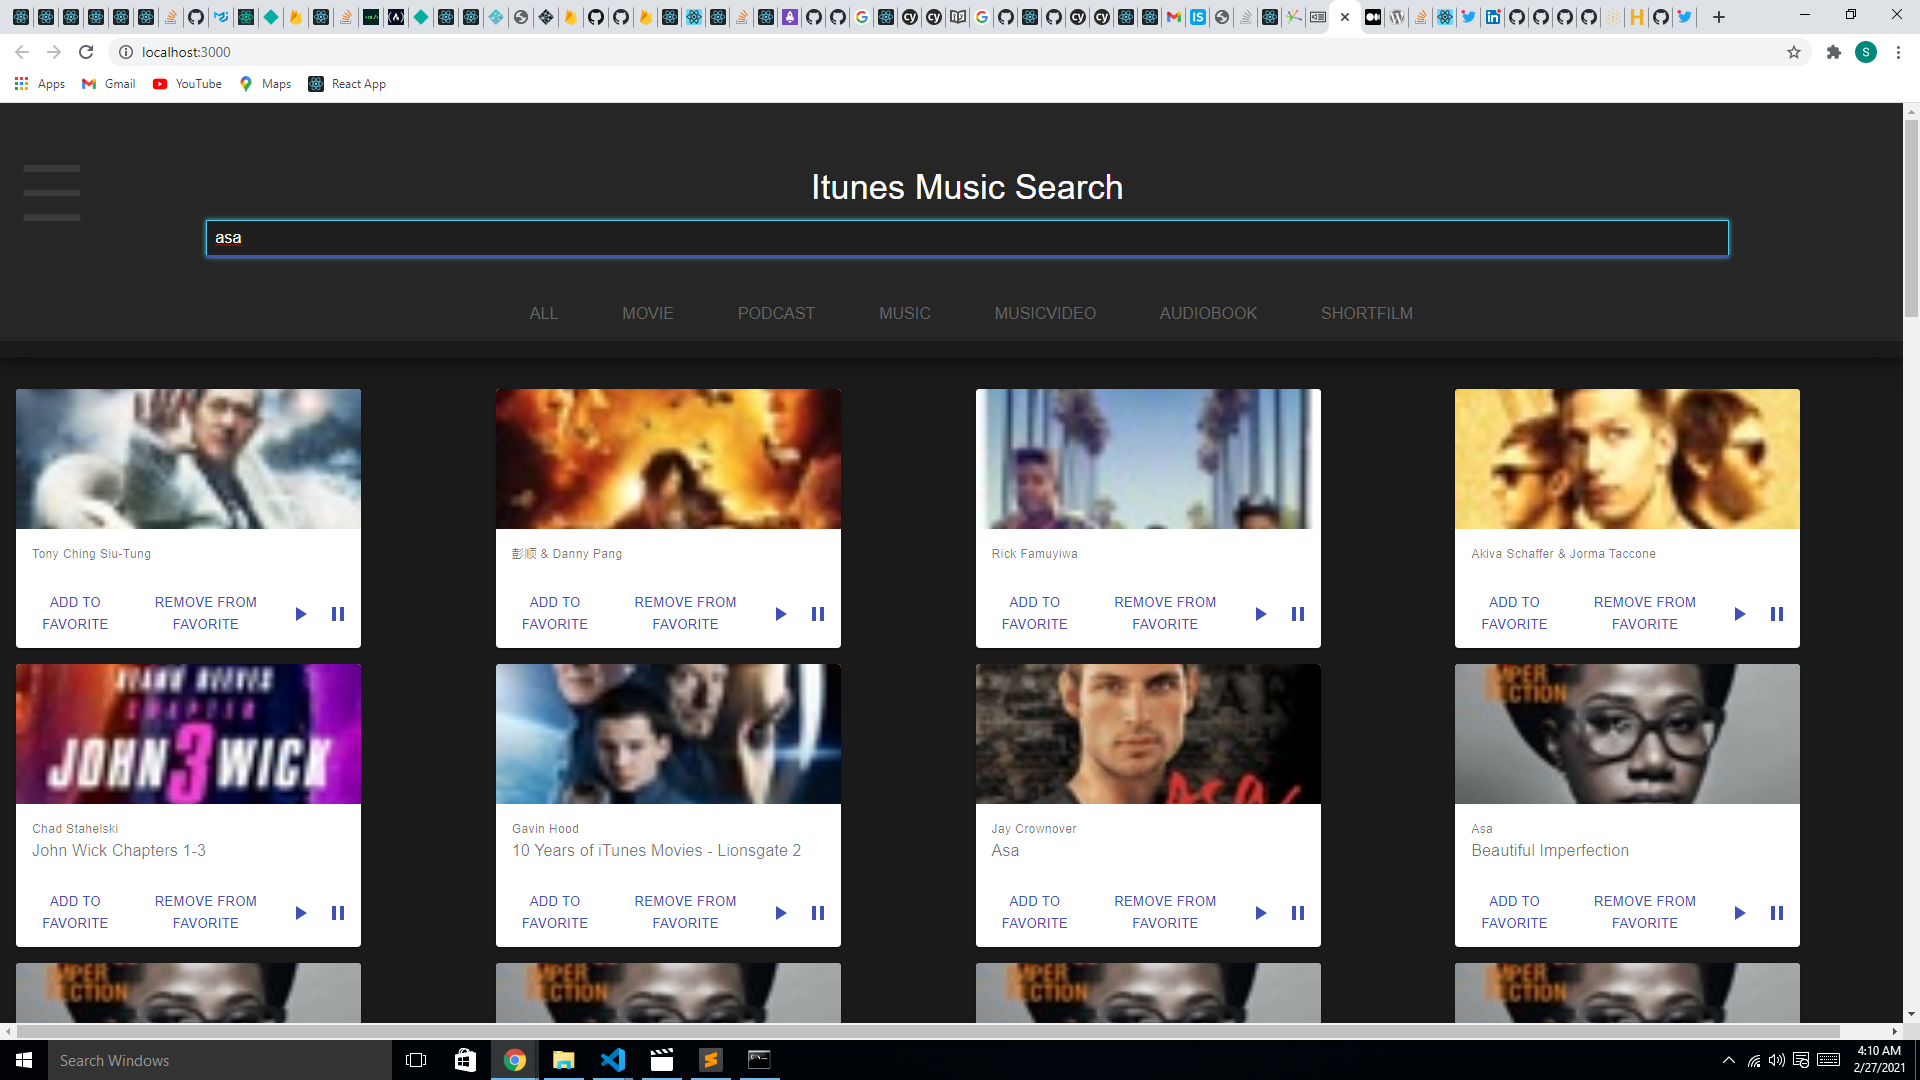 localhost:3000
S
Apps
Gmail
YouTube
Maps
React App
Itunes Music Search
asa
ALL
MOVIE
PODCAST
MUSIC
MUSICVIDEO
AUDIOBOOK
SHORTFILM
Tony Ching Siu-Tung
彭顺 & Danny Pang
Rick Famuyiwa
Akiva Schaffer & Jorma Taccone
ADD TO
FAVORITE
REMOVE FROM
FAVORITE
ADD TO
FAVORITE
REMOVE FROM
FAVORITE
ADD TO
FAVORITE
REMOVE FROM
FAVORITE
ADD TO
FAVORITE
REMOVE FROM
FAVORITE
JOHN 3 WICK
ASA
FECTION
Chad Stahelski
John Wick Chapters 1-3
Gavin Hood
10 Years of iTunes Movies - Lionsgate 2
Jay Crownover
Asa
Aṣa
Beautiful Imperfection
ADD TO
FAVORITE
REMOVE FROM
FAVORITE
ADD TO
FAVORITE
REMOVE FROM
FAVORITE
ADD TO
FAVORITE
REMOVE FROM
FAVORITE
ADD TO
FAVORITE
REMOVE FROM
FAVORITE
Search Windows
4:10 AM
2/27/2021